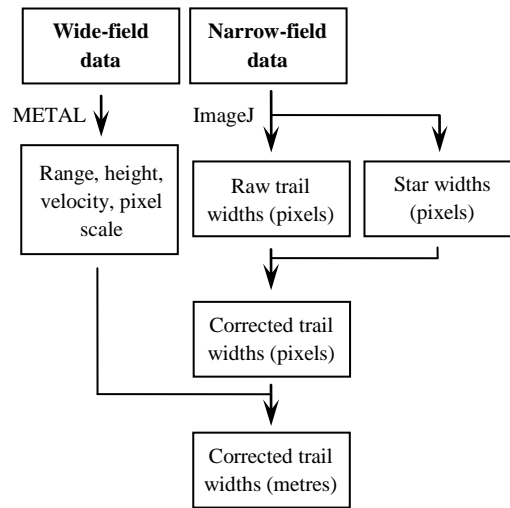 Wide-field
data
Narrow-field
data
METAL
ImageJ
Range, height,
velocity, pixel
scale
Raw trail
widths (pixels)
Star widths
(pixels)
Corrected trail
widths (pixels)
Corrected trail
widths (metres)